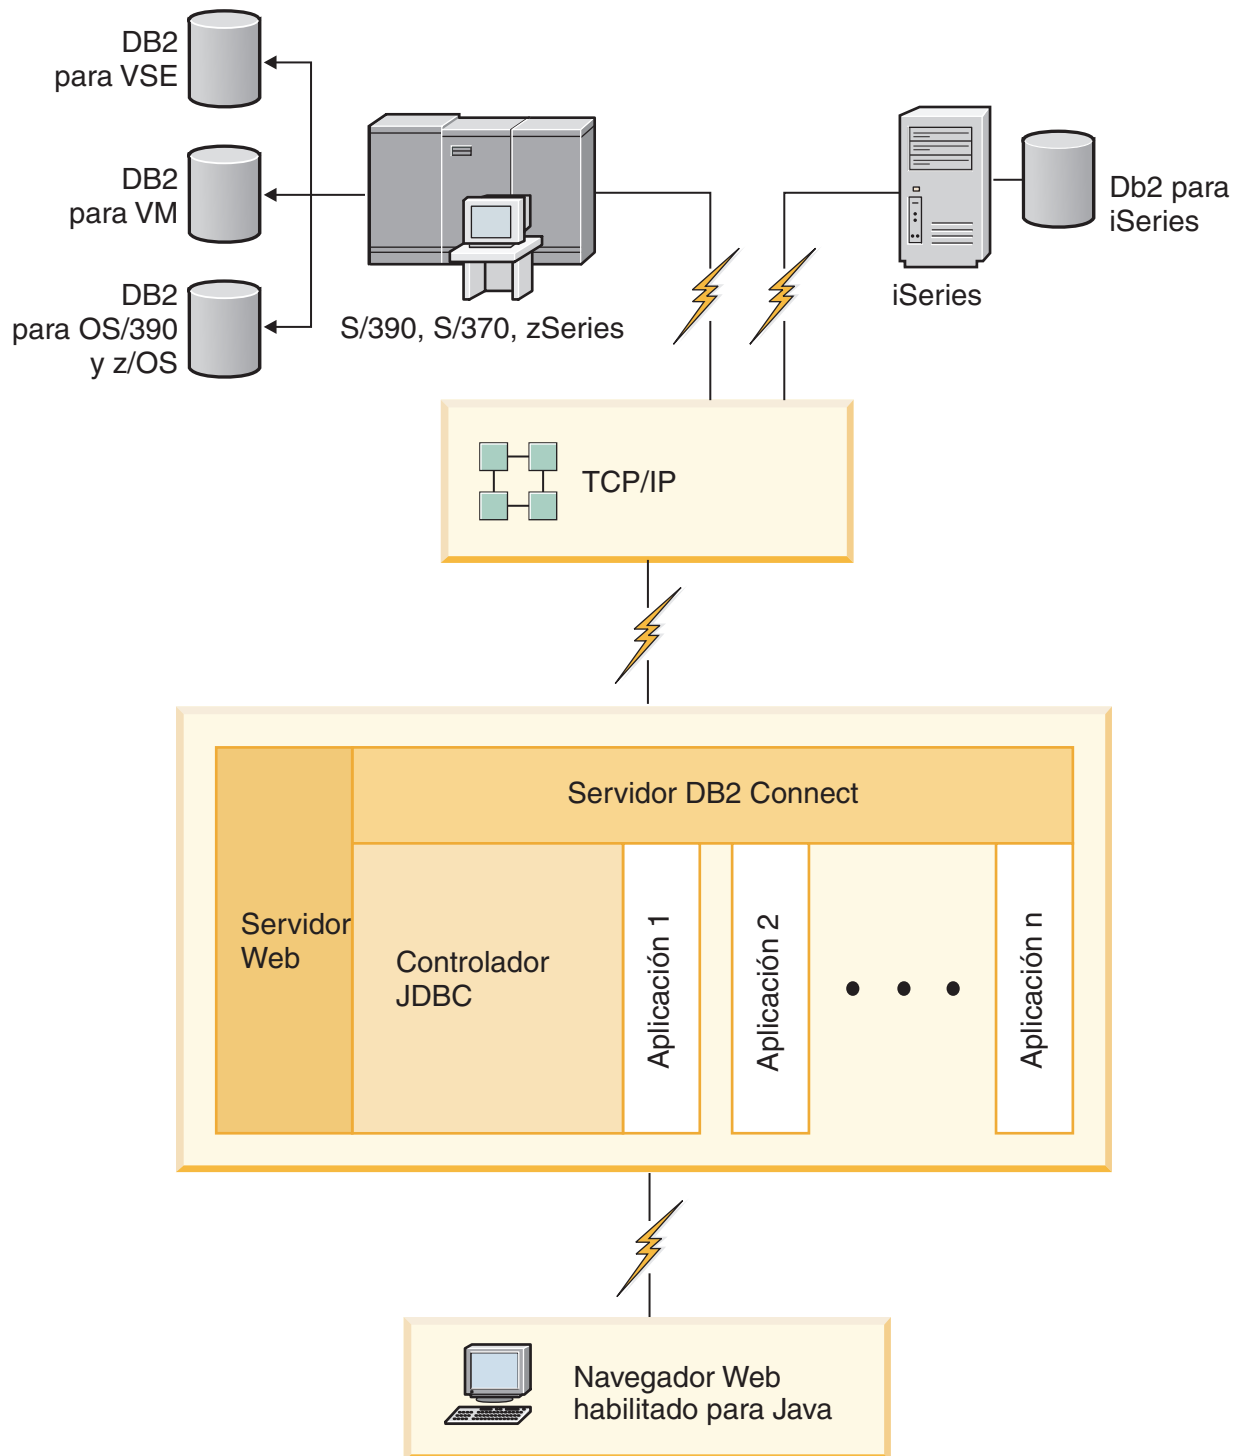 DB2
para VSE
DB2
para VM
DB2
para OS/390
y z/OS
S/390, S/370, zSeries
iSeries
Db2 para
iSeries
TCP/IP
Servidor DB2 Connect
Servidor
Web
Controlador
JDBC
Aplicación 1
Aplicación 2
Aplicación n
Navegador Web
habilitado para Java